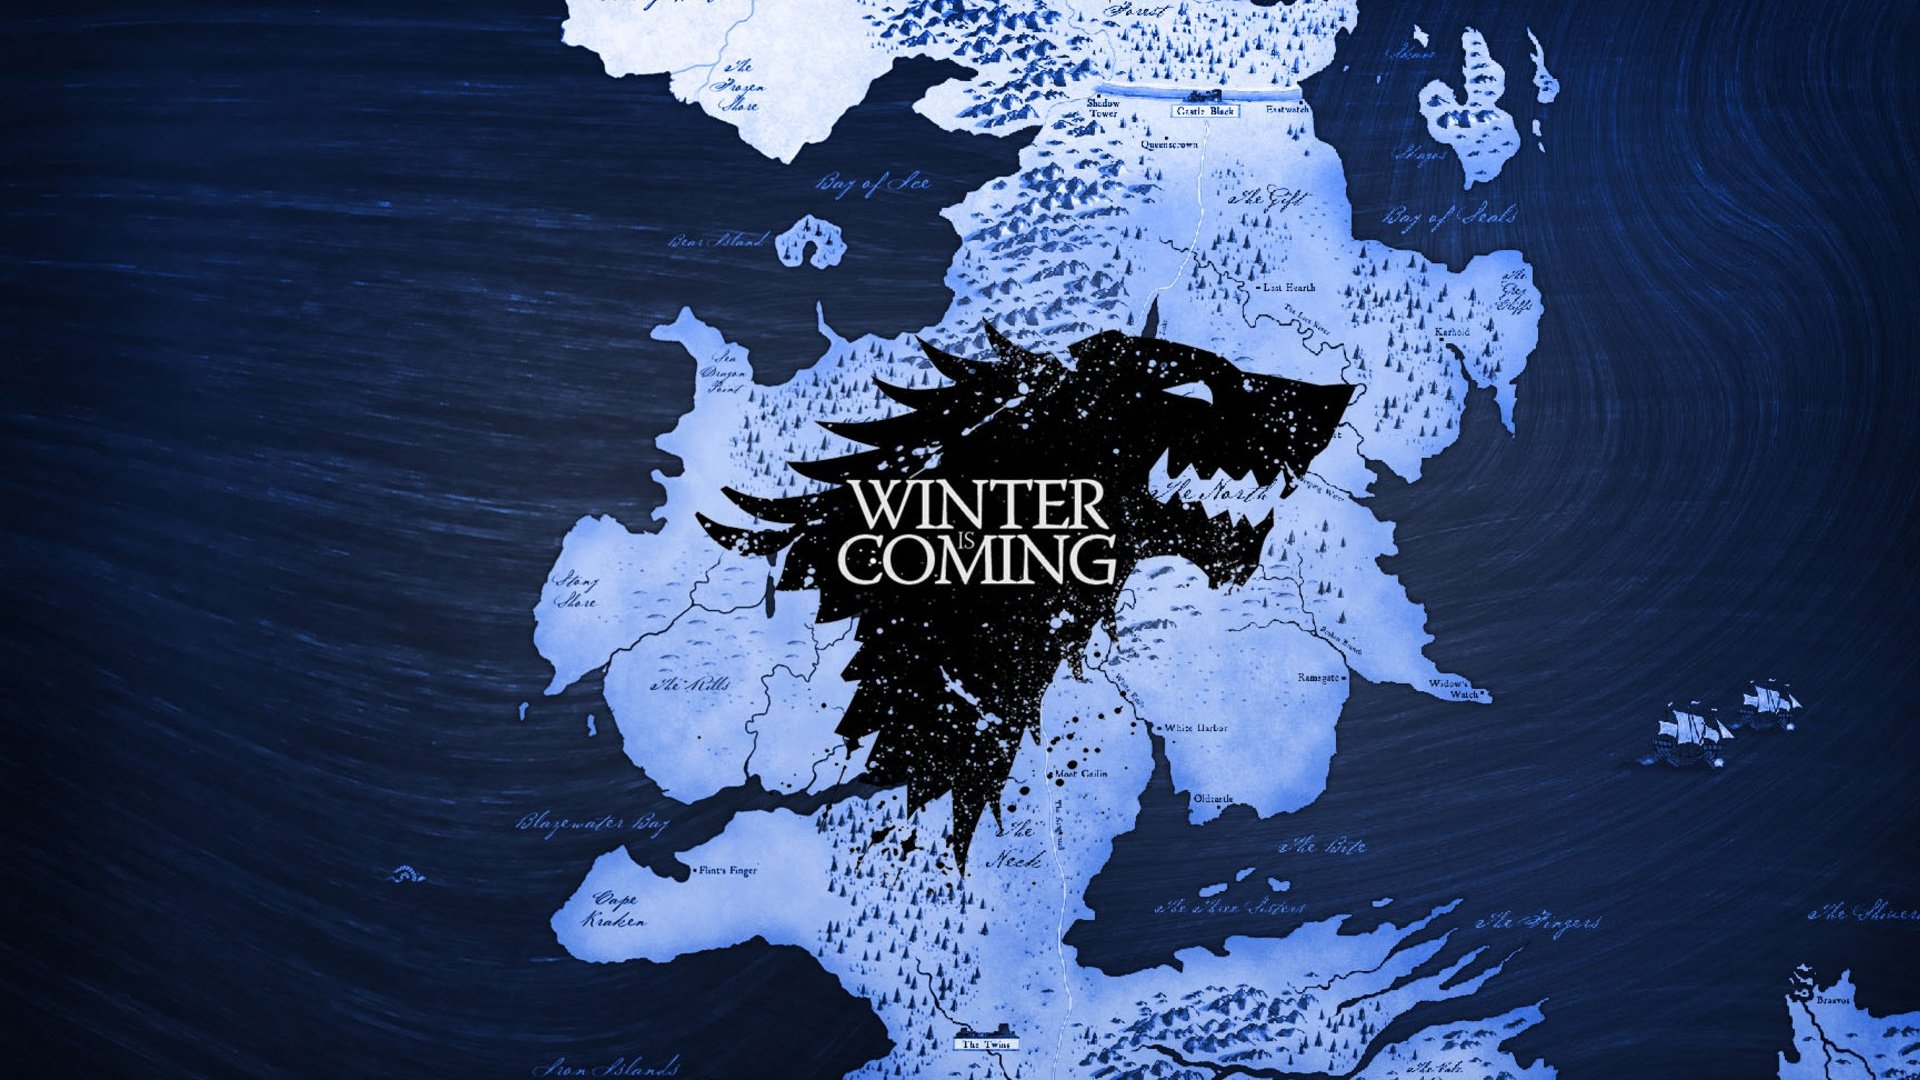 Forest
The
Frozen
Shore
Shadow
Tower
Castle Black
Eastwatch
Queenscrown
Skane
Skagos
Bay of Ice
The Gift
Bay of Seals
Bear Island
Last Hearth
The
Grey
Cliffs
The Last River
Karhold
Sea
Dragon
Point
The North
WINTER
IS
COMING
Stony
Shore
The Rills
Ramsgate
Widow's
Watch
White Harbor
Moat Cailin
Oldcastle
Blazewater Bay
The
Neck
The Bite
Flint's Finger
Cape
Kraken
The Three Sisters
The Fingers
Braavos
The Twins
Iron Islands
The Vale